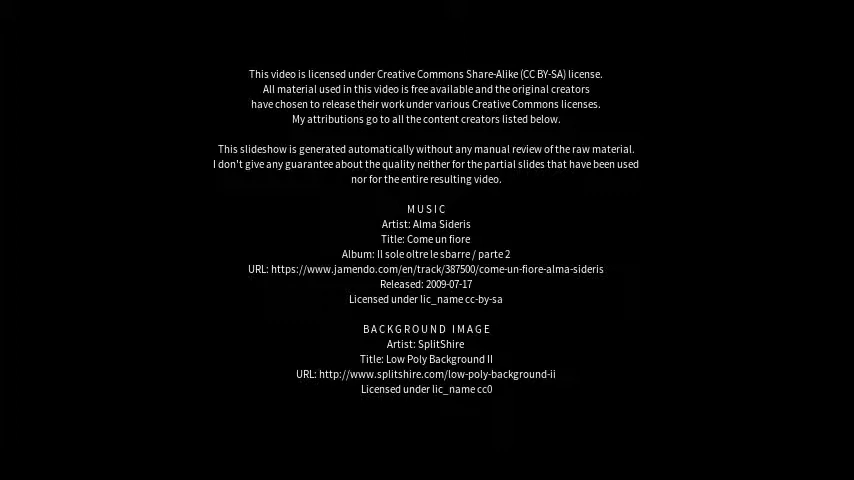 This video is licensed under Creative Commons Share-Alike (CC BY-SA) license.
All material used in this video is free available and the original creators
have chosen to release their work under various Creative Commons licenses.
My attributions go to all the content creators listed below.
This slideshow is generated automatically without any manual review of the raw material.
I don't give any guarantee about the quality neither for the partial slides that have been used
nor for the entire resulting video.
MUSIC
Artist: Alma Sideris
Title: Come un fiore
Album: Il sole oltre le sbarre / parte 2
URL: https://www.jamendo.com/en/track/387500/come-un-fiore-alma-sideris
Released: 2009-07-17
Licensed under lic_name cc-by-sa
BACKGROUND IMAGE
Artist: SplitShire
Title: Low Poly Background II
URL: http://www.splitshire.com/low-poly-background-ii
Licensed under lic_name cc0